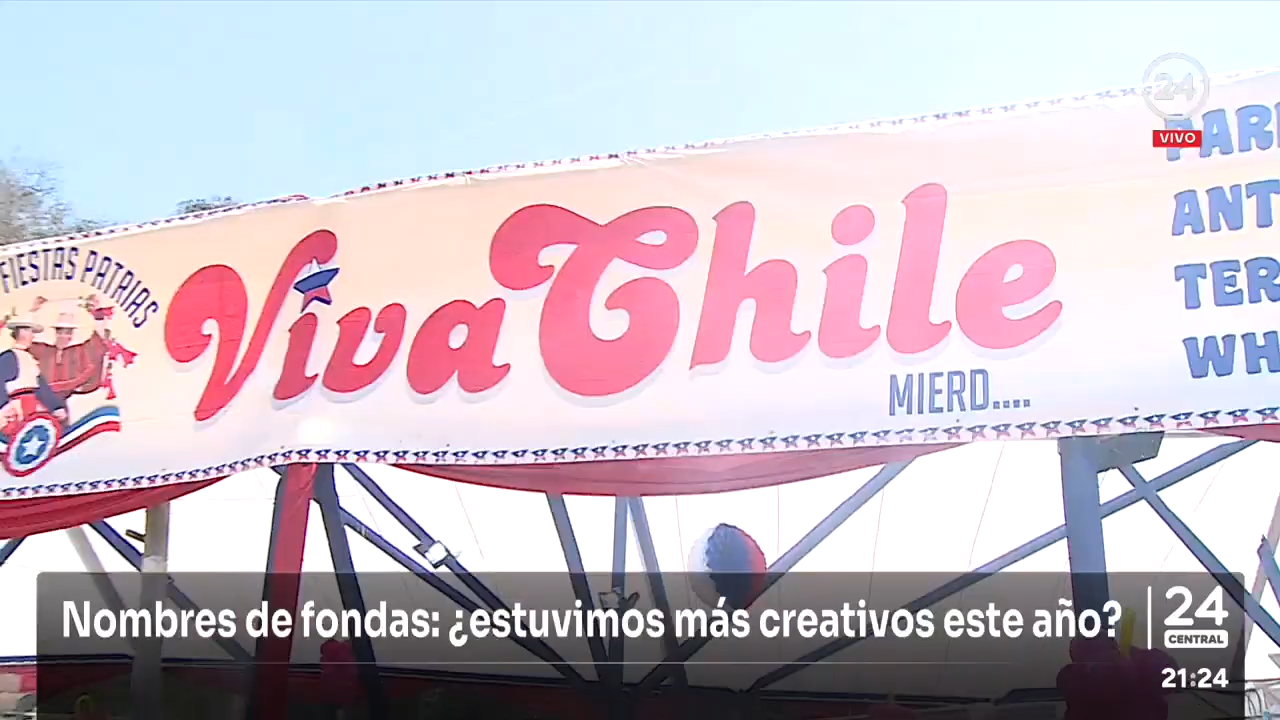 24
VIVO
FIESTAS PATRIAS
Viva Chile
MIERD....
Nombres de fondas: ¿estuvimos más creativos este año?
24
CENTRAL
21:24